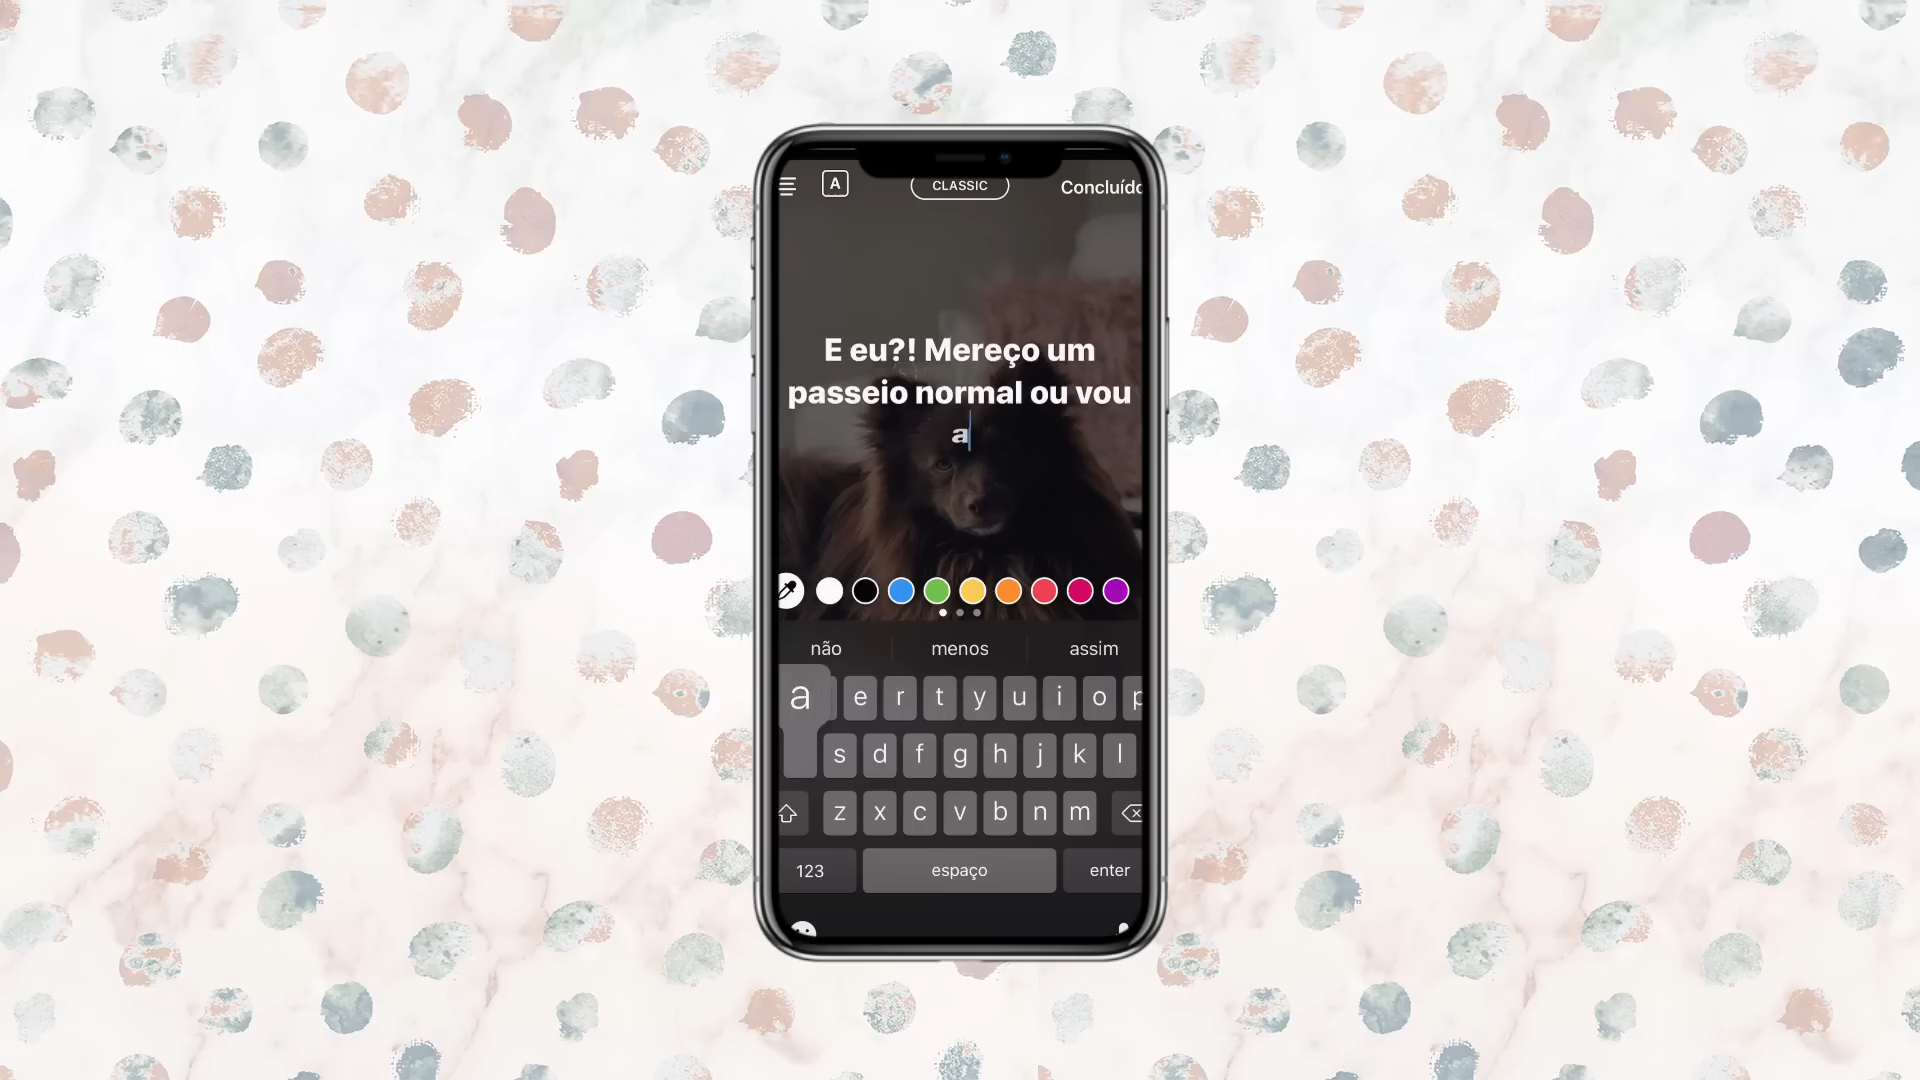 A CLASSIC Concluído
E eu?! Mereço um
passeio normal ou vou
a
não menos assim
a e r t y u i o p
s d f g h j k l
z x c v b n m
123 espaço enter